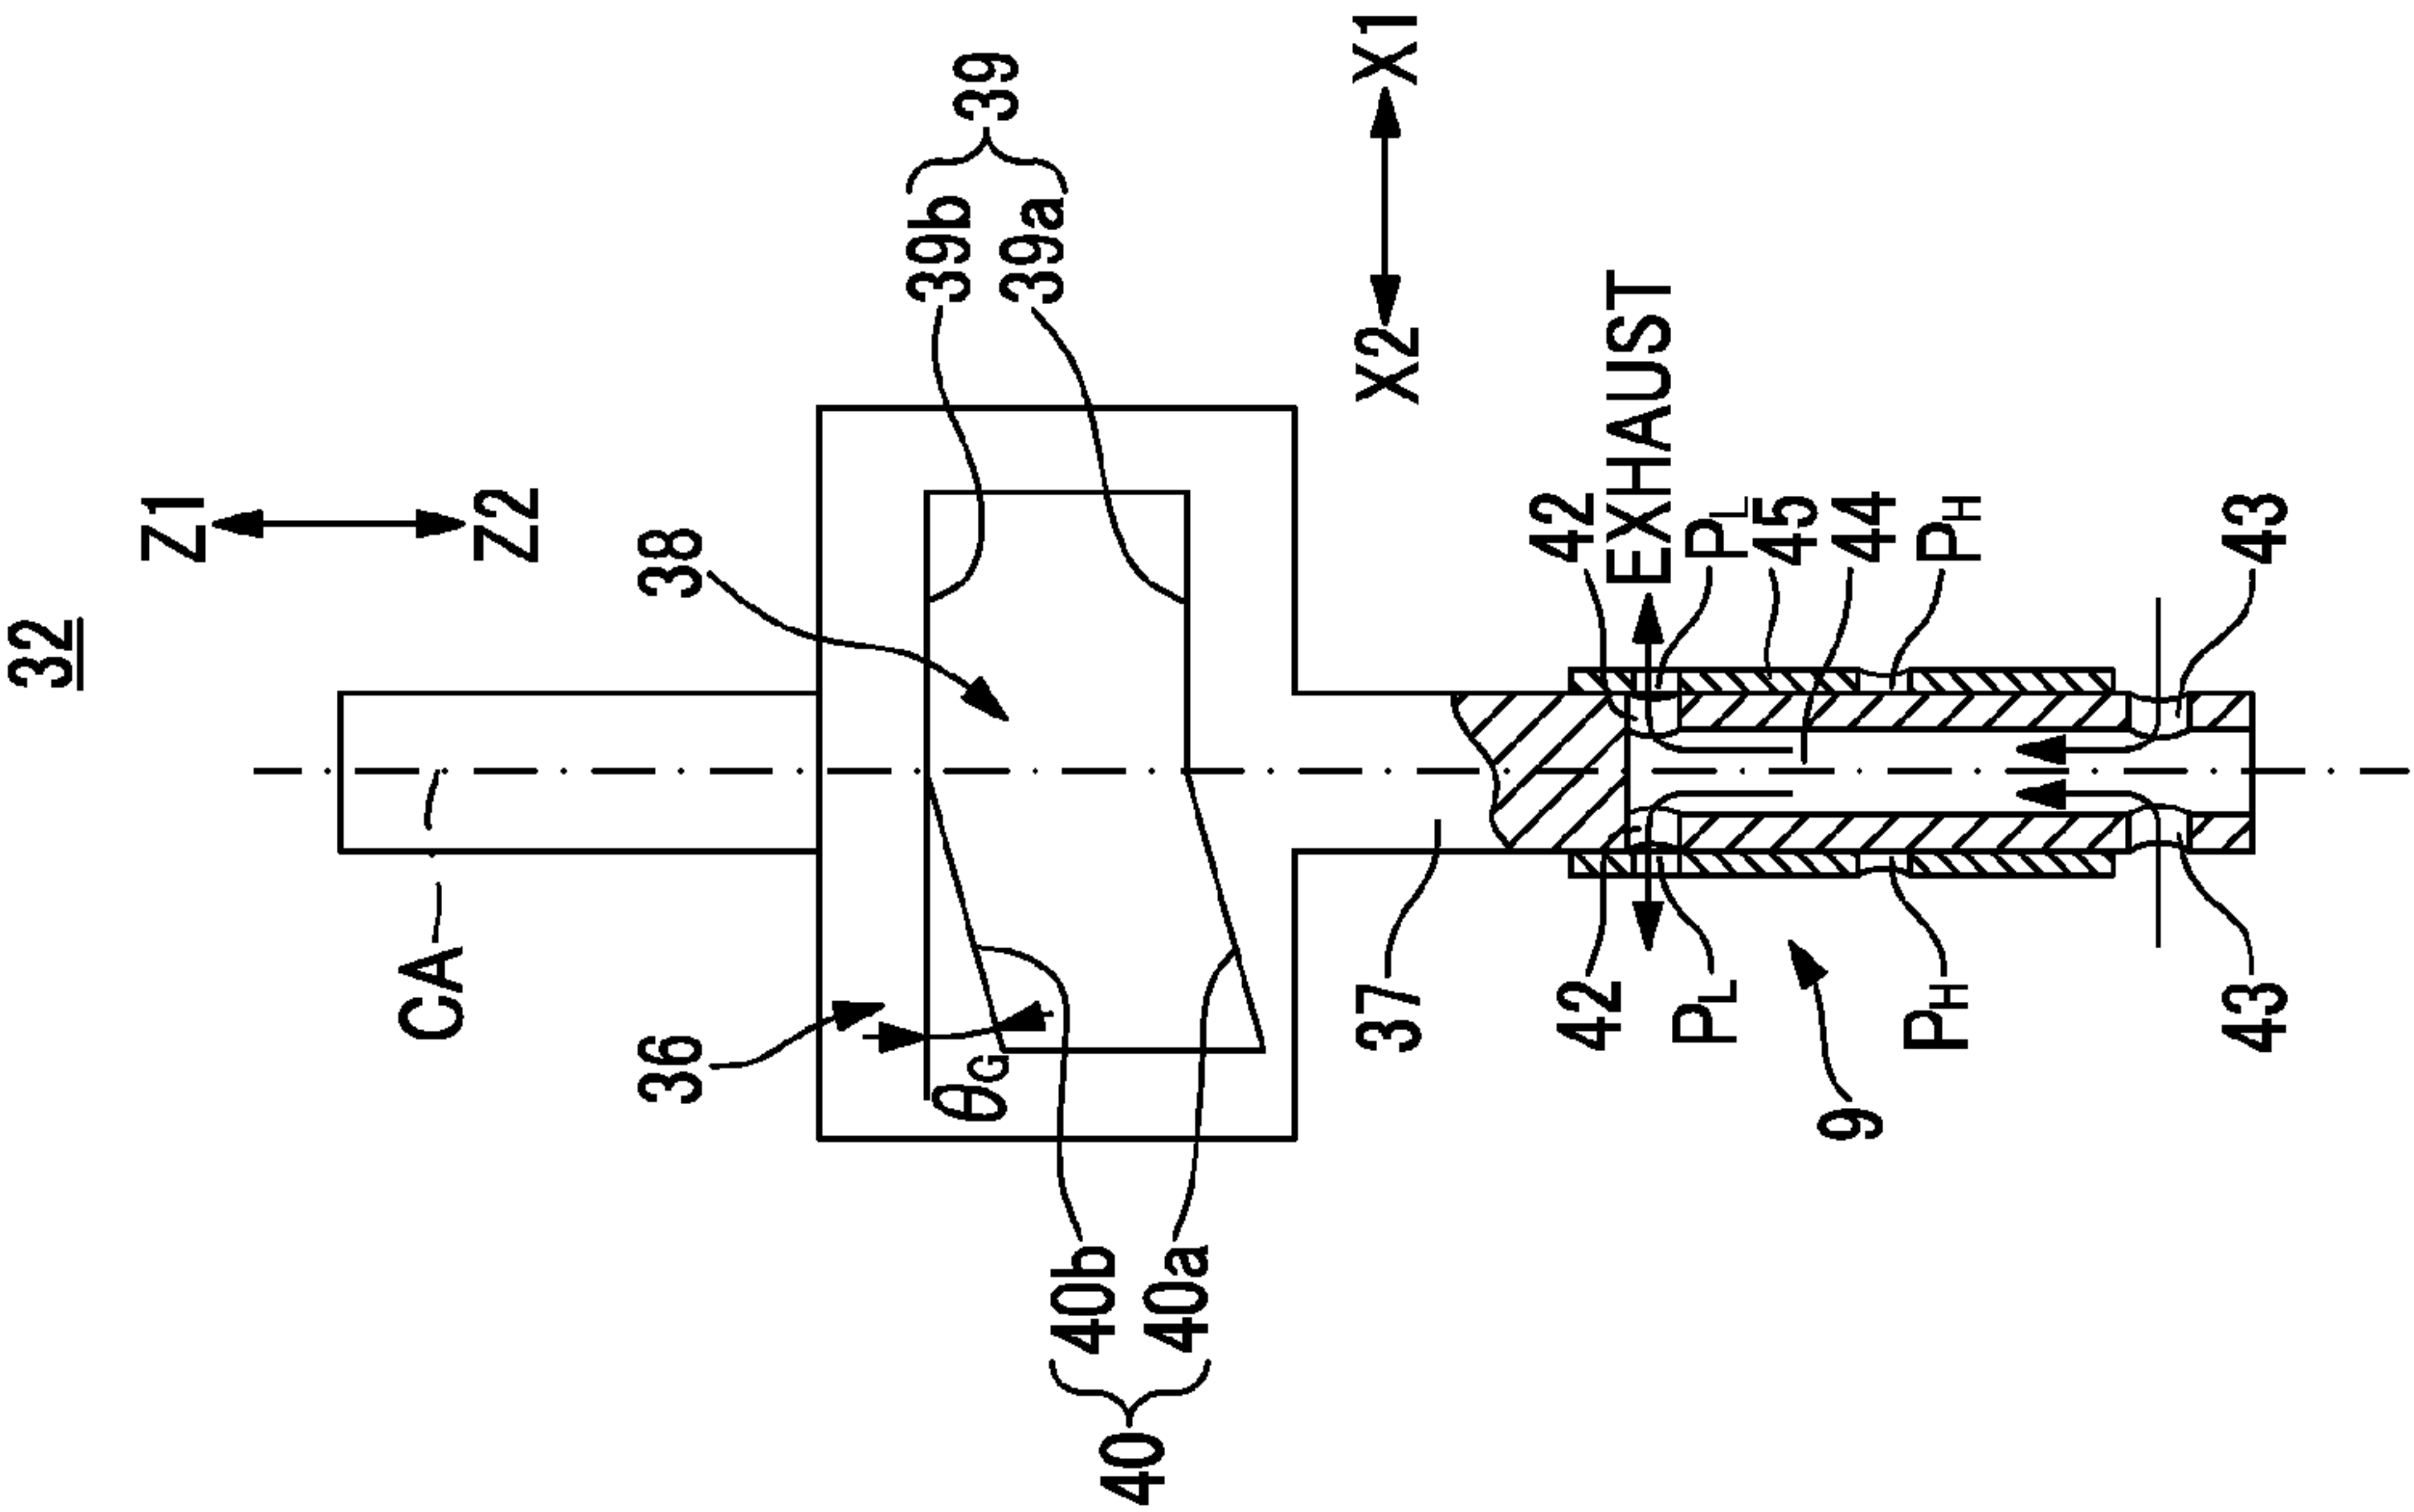 32
Z1
Z2
X2
X1
CA
36
38
39b
39a
39
θG
40b
40a
40
37
42
EXHAUST
PL
45
44
PH
43
42
PL
PH
43
9